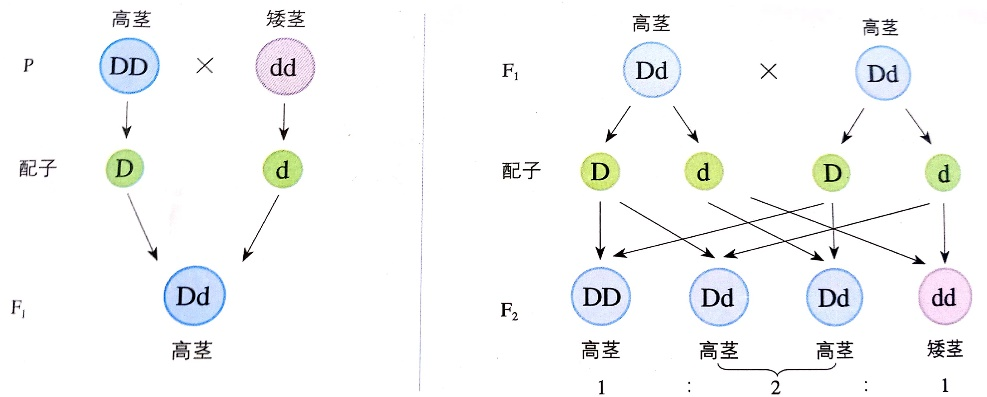 高茎 矮茎
P DD × dd
配子 D d
F₁ Dd
高茎
高茎 高茎
F₁ Dd × Dd
配子 D d D d
F₂ DD Dd Dd dd
高茎 高茎 高茎 矮茎
1 : 2 : 1